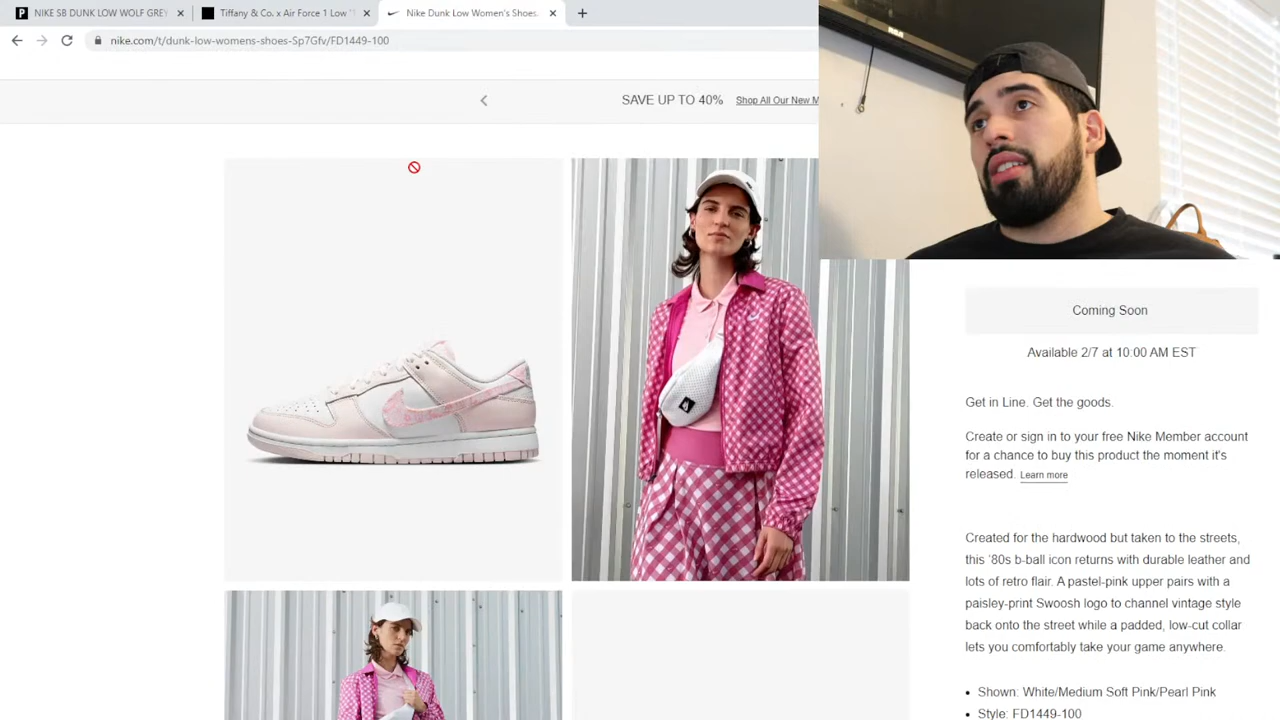 NIKE SB DUNK LOW WOLF GREY
Tiffany & Co. x Air Force 1 Low
Nike Dunk Low Women's Shoes.
nike.com/t/dunk-low-womens-shoes-Sp7Gfv/FD1449-100
SAVE UP TO 40% Shop All Our New M
RCA
Coming Soon
Available 2/7 at 10:00 AM EST
Get in Line. Get the goods.
Create or sign in to your free Nike Member account
for a chance to buy this product the moment it's
released. Learn more
Created for the hardwood but taken to the streets,
this '80s b-ball icon returns with durable leather and
lots of retro flair. A pastel-pink upper pairs with a
paisley-print Swoosh logo to channel vintage style
back onto the street while a padded, low-cut collar
lets you comfortably take your game anywhere.
Shown: White/Medium Soft Pink/Pearl Pink
Style: FD1449-100